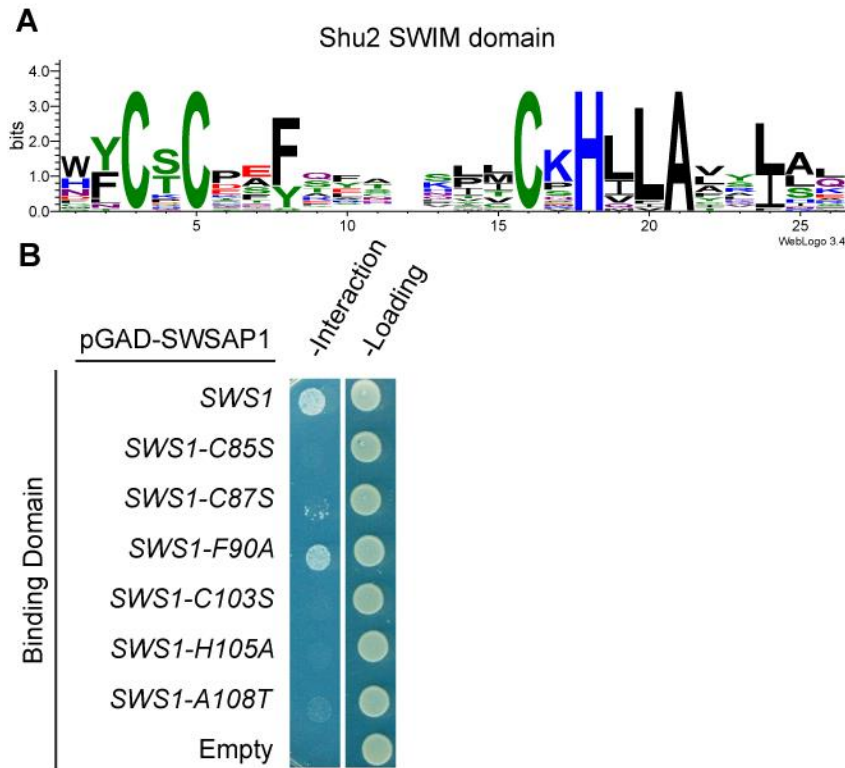 A
Shu2 SWIM domain
bits
4.0
3.0
2.0
1.0
0.0
5
10
15
20
25
WebLogo 3.4
B
-Interaction
-Loading
pGAD-SWSAP1
Binding Domain
SWS1
SWS1-C85S
SWS1-C87S
SWS1-F90A
SWS1-C103S
SWS1-H105A
SWS1-A108T
Empty